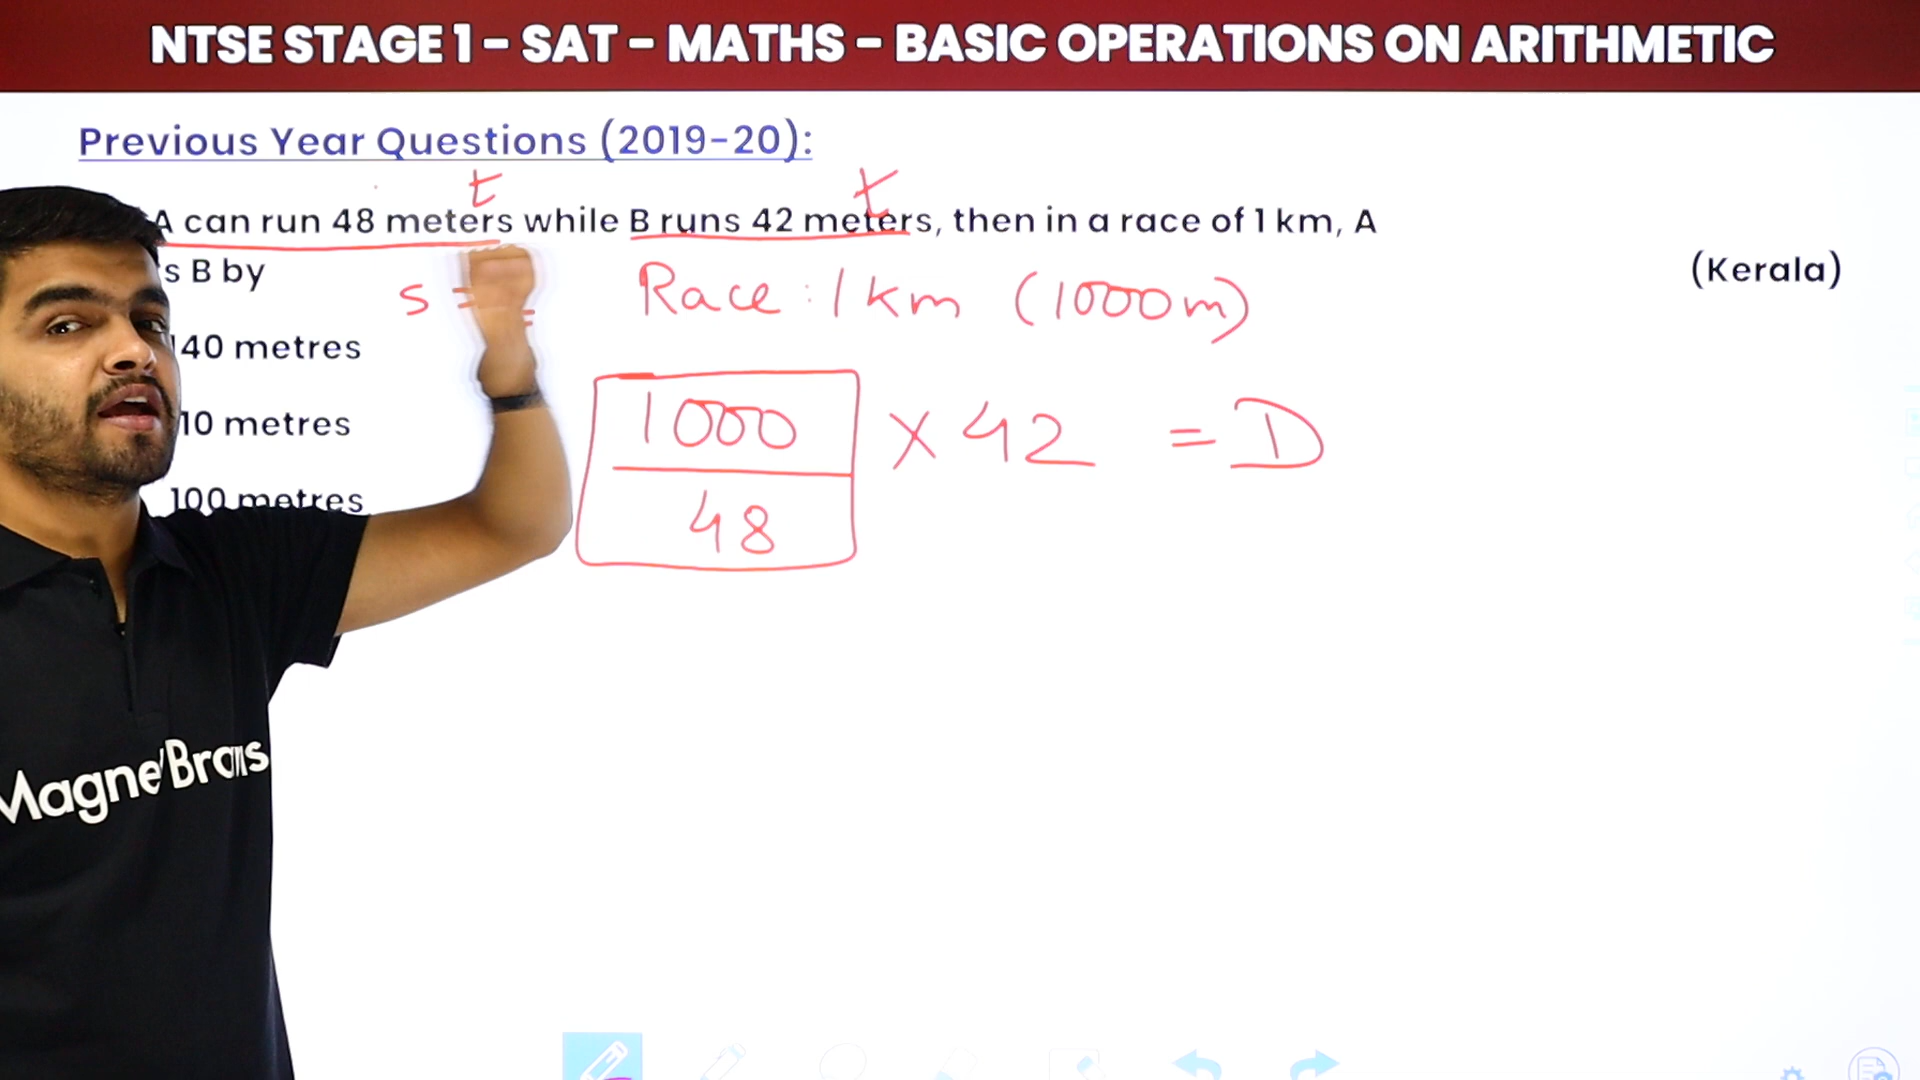 NTSE STAGE 1 - SAT - MATHS - BASIC OPERATIONS ON ARITHMETIC
Previous Year Questions (2019-20):
t t
A can run 48 meters while B runs 42 meters, then in a race of 1 km, A
s B by (Kerala)
s = Race : 1 km (1000m)
40 metres
10 metres
100 metres
1000 × 42 = D
48
Magnet Brains